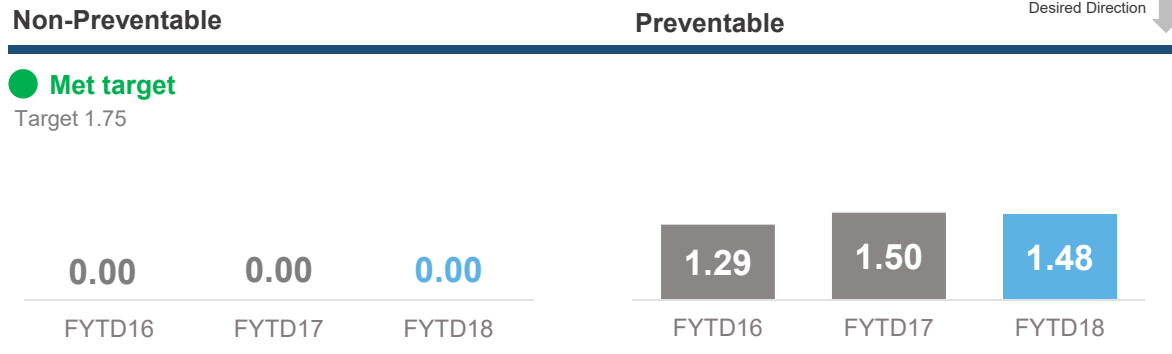 Non-Preventable
Preventable
Desired Direction
Met target
Target 1.75
0.00
0.00
0.00
1.29
1.50
1.48
FYTD16
FYTD17
FYTD18
FYTD16
FYTD17
FYTD18